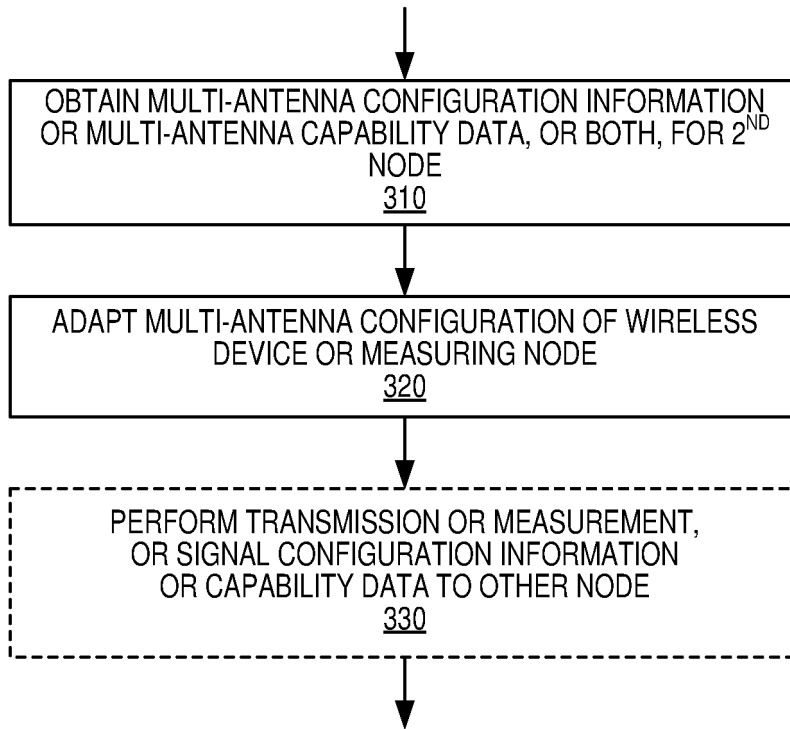 OBTAIN MULTI-ANTENNA CONFIGURATION INFORMATION
OR MULTI-ANTENNA CAPABILITY DATA, OR BOTH, FOR 2ND
NODE
310
ADAPT MULTI-ANTENNA CONFIGURATION OF WIRELESS
DEVICE OR MEASURING NODE
320
PERFORM TRANSMISSION OR MEASUREMENT,
OR SIGNAL CONFIGURATION INFORMATION
OR CAPABILITY DATA TO OTHER NODE
330